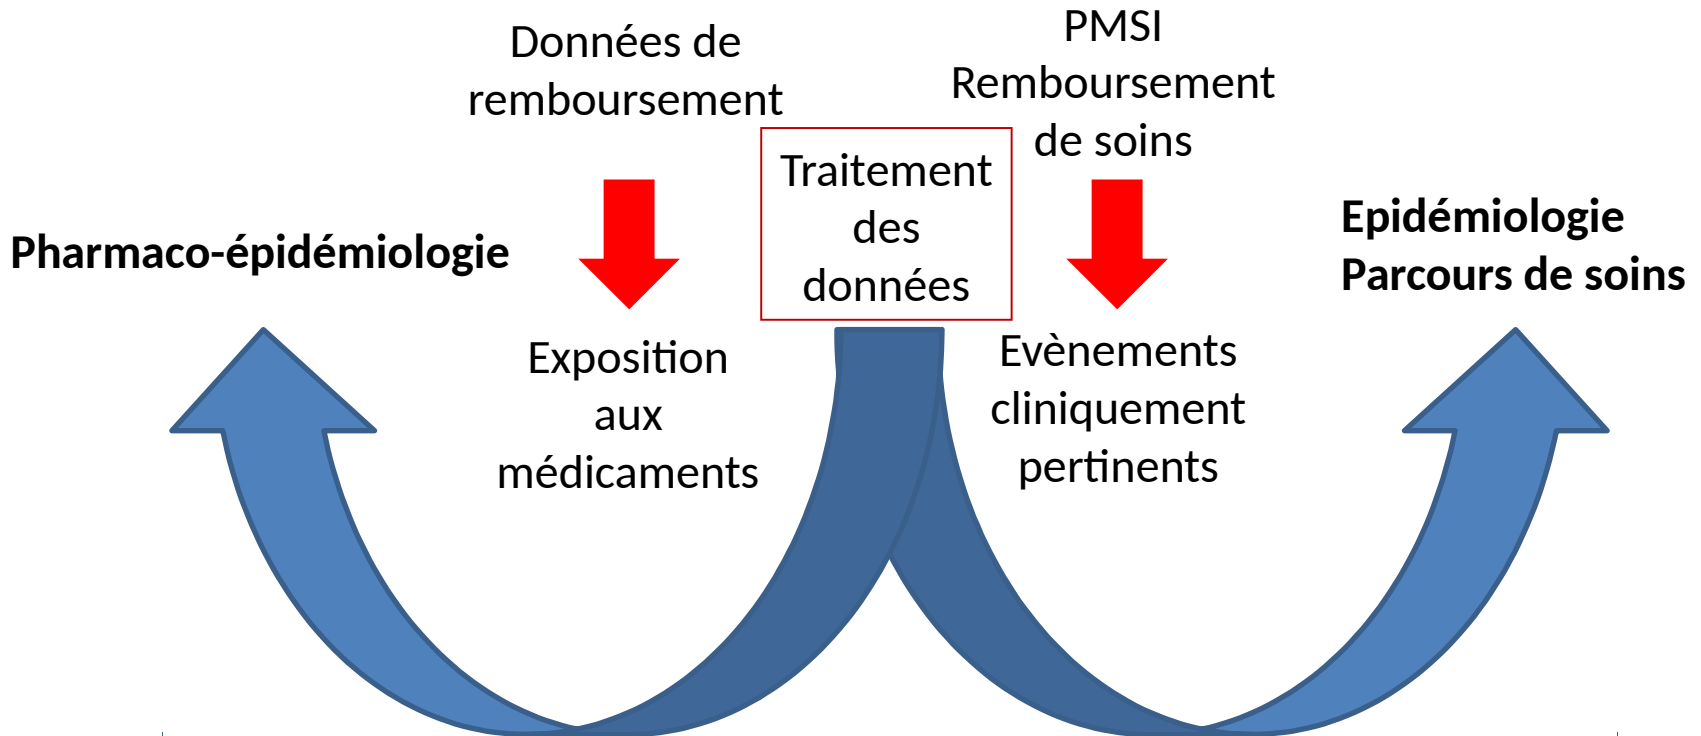 Données de
remboursement
PMSI
Remboursement
de soins
Traitement
des
données
Pharmaco-épidémiologie
Epidémiologie
Parcours de soins
Exposition
aux
médicaments
Evènements
cliniquement
pertinents